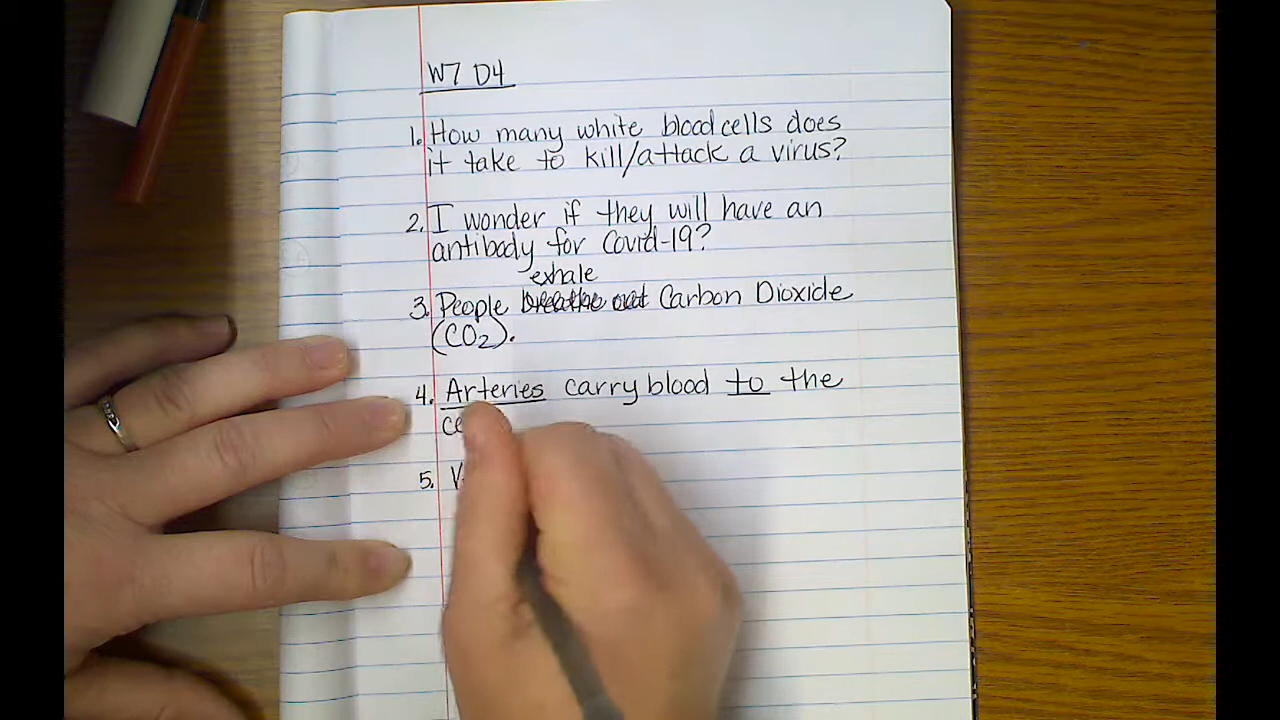 W7 D4
1. How many white blood cells does
it take to kill/attack a virus?
2. I wonder if they will have an
antibody for Covid-19?
exhale
3. People breathe out Carbon Dioxide
(CO2).
4. Arteries carry blood to the
5.